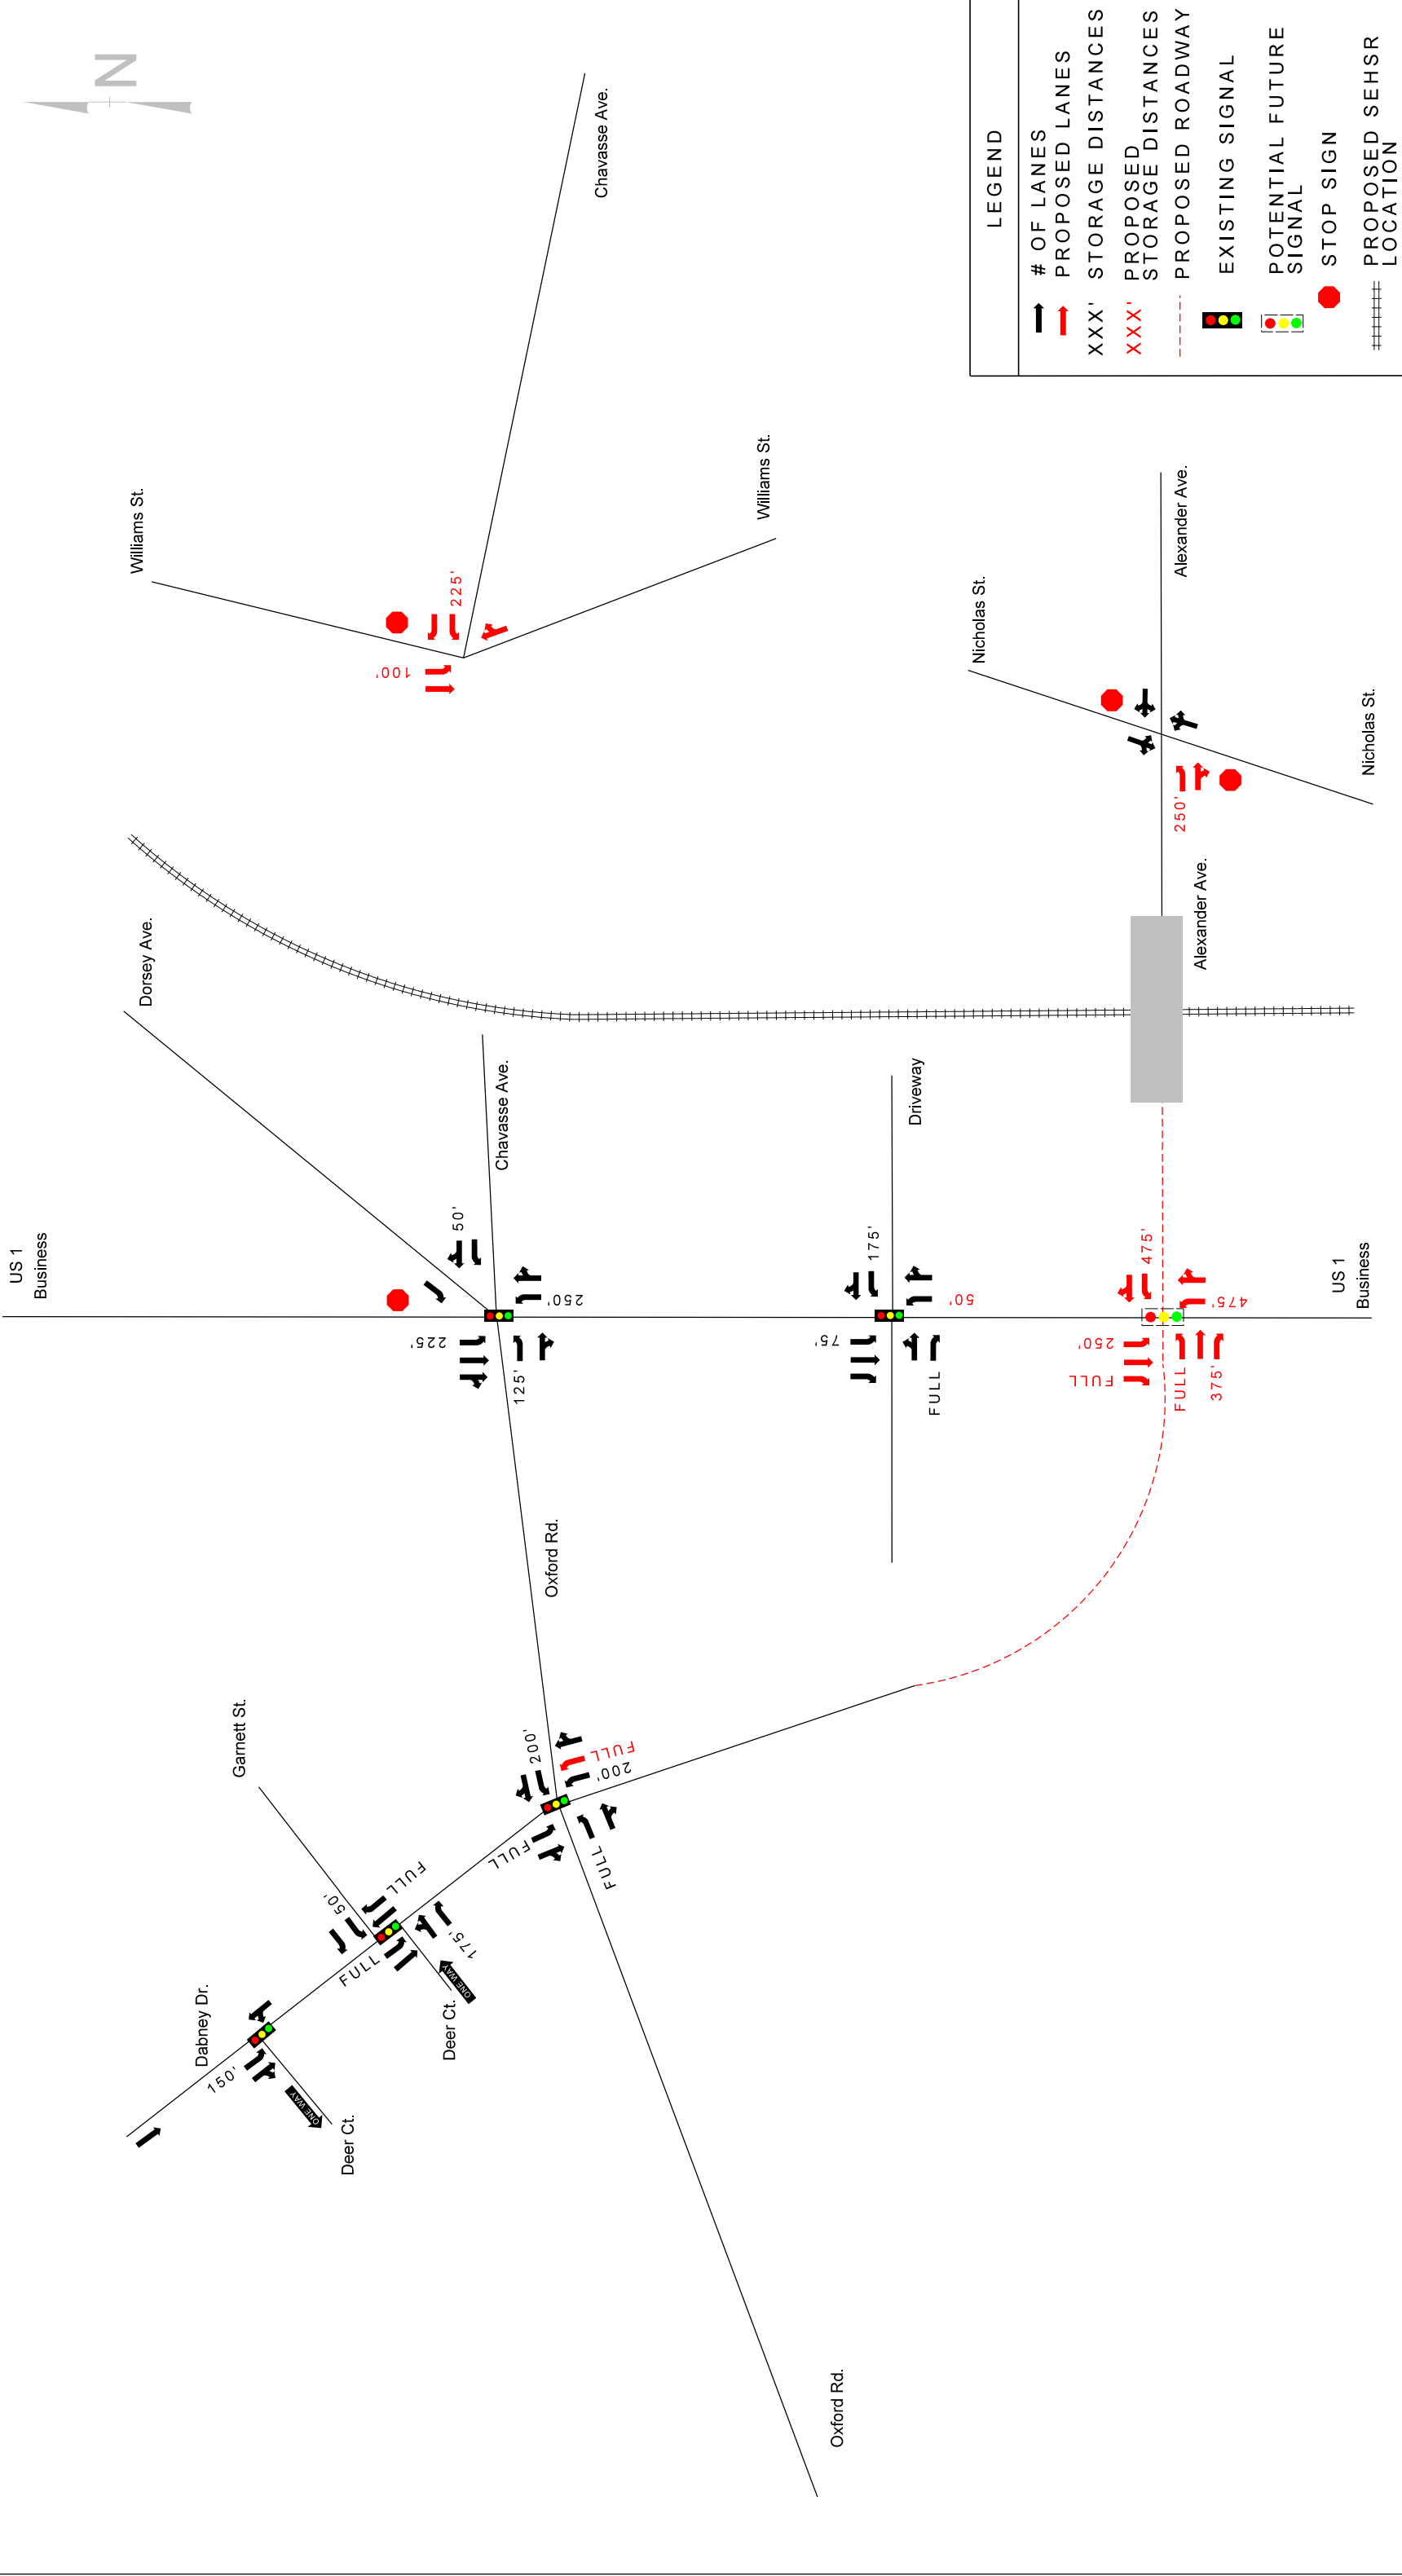 N
Williams St.
Chavasse Ave.
Williams St.
225'
100'
Nicholas St.
Alexander Ave.
Nicholas St.
250'
Alexander Ave.
Dorsey Ave.
Chavasse Ave.
Driveway
US 1
Business
50'
250'
225'
125'
175'
50'
75'
FULL
475'
475'
250'
FULL
FULL
375'
US 1
Business
Oxford Rd.
Garnett St.
200'
FULL
200'
FULL
FULL
50'
FULL
FULL
175'
ONE WAY
Deer Ct.
Dabney Dr.
150'
ONE WAY
Deer Ct.
Oxford Rd.
LEGEND
# OF LANES
PROPOSED LANES
XXX' STORAGE DISTANCES
XXX' PROPOSED
STORAGE DISTANCES
PROPOSED ROADWAY
EXISTING SIGNAL
POTENTIAL FUTURE
SIGNAL
STOP SIGN
PROPOSED SEHSR
LOCATION